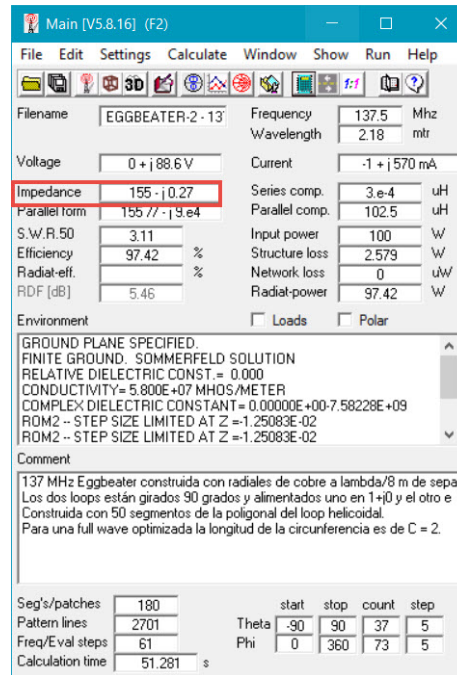 Main [V5.8.16] (F2)
File Edit Settings Calculate Window Show Run Help
3D 1:1
Filename EGGBEATER-2 - 13 Frequency 137.5 Mhz
Wavelength 2.18 mtr
Voltage 0 + j 88.6 V Current -1 + j 570 mA
Impedance 155 - j 0.27 Series comp. 3.e-4 uH
Parallel form 155 // - j 9.e4 Parallel comp. 102.5 uH
S.W.R.50 3.11 Input power 100 W
Efficiency 97.42 % Structure loss 2.579 W
Radiat-eff. % Network loss 0 uW
RDF [dB] 5.46 Radiat-power 97.42 W
Environment Loads Polar
GROUND PLANE SPECIFIED.
FINITE GROUND. SOMMERFELD SOLUTION
RELATIVE DIELECTRIC CONST.= 0.000
CONDUCTIVITY= 5.800E+07 MHOS/METER
COMPLEX DIELECTRIC CONSTANT= 0.00000E+00-7.58228E+09
ROM2 -- STEP SIZE LIMITED AT Z =-1.25083E-02
ROM2 -- STEP SIZE LIMITED AT Z =-1.25083E-02
Comment
137 MHz Eggbeater construida con radiales de cobre a lambda/8 m de sepa
Los dos loops están girados 90 grados y alimentados uno en 1+j0 y el otro e
Construida con 50 segmentos de la poligonal del loop helicoidal.
Para una full wave optimizada la longitud de la circunferencia es de C = 2.
Seg's/patches 180 start stop count step
Pattern lines 2701 Theta -90 90 37 5
Freq/Eval steps 61 Phi 0 360 73 5
Calculation time 51.281 s